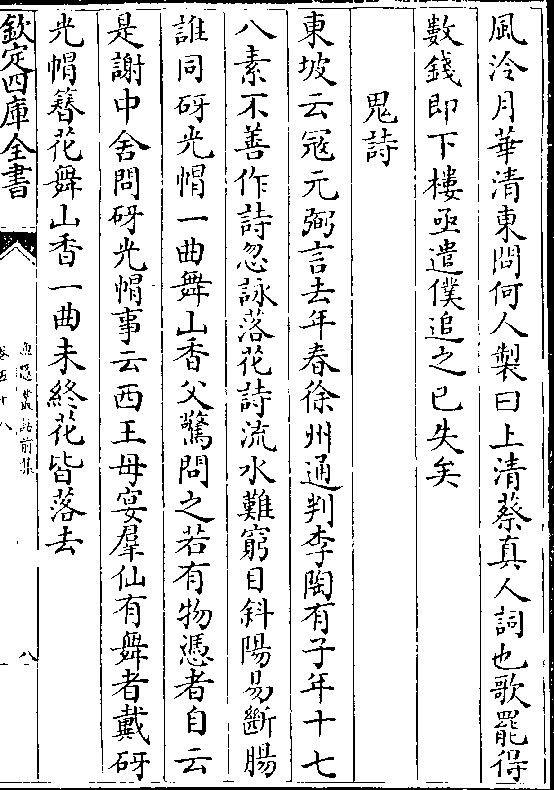 風泠月華清東問何人製曰上清蔡真人詞也歌罷得
數錢即下樓亟遣僕追之已失矣
鬼詩
東坡云冦元弼言去年春徐州通判李陶有子年十七
八素不善作詩忽詠落花詩流水難窮目斜陽易斷腸
誰同砑光帽一曲舞山香父驚問之若有物憑者自云
是謝中舍問砑光帽事云西王母宴羣仙有舞者戴砑
光帽簮花舞山香一曲未終花皆落去
欽定四庫全書
漁隱叢話前集
卷五十八
八